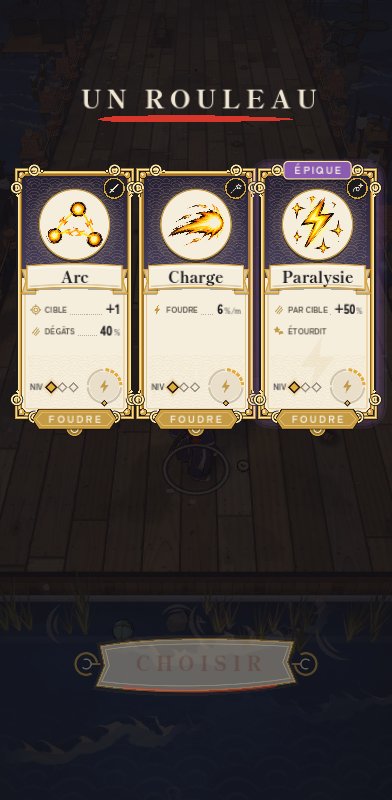 UN ROULEAU
ÉPIQUE
Arc
CIBLE +1
DÉGÂTS 40%
NIV
FOUDRE
Charge
FOUDRE 6%/m
NIV
FOUDRE
Paralysie
PAR CIBLE +50%
ÉTOURDIT
NIV
FOUDRE
CHOISIR